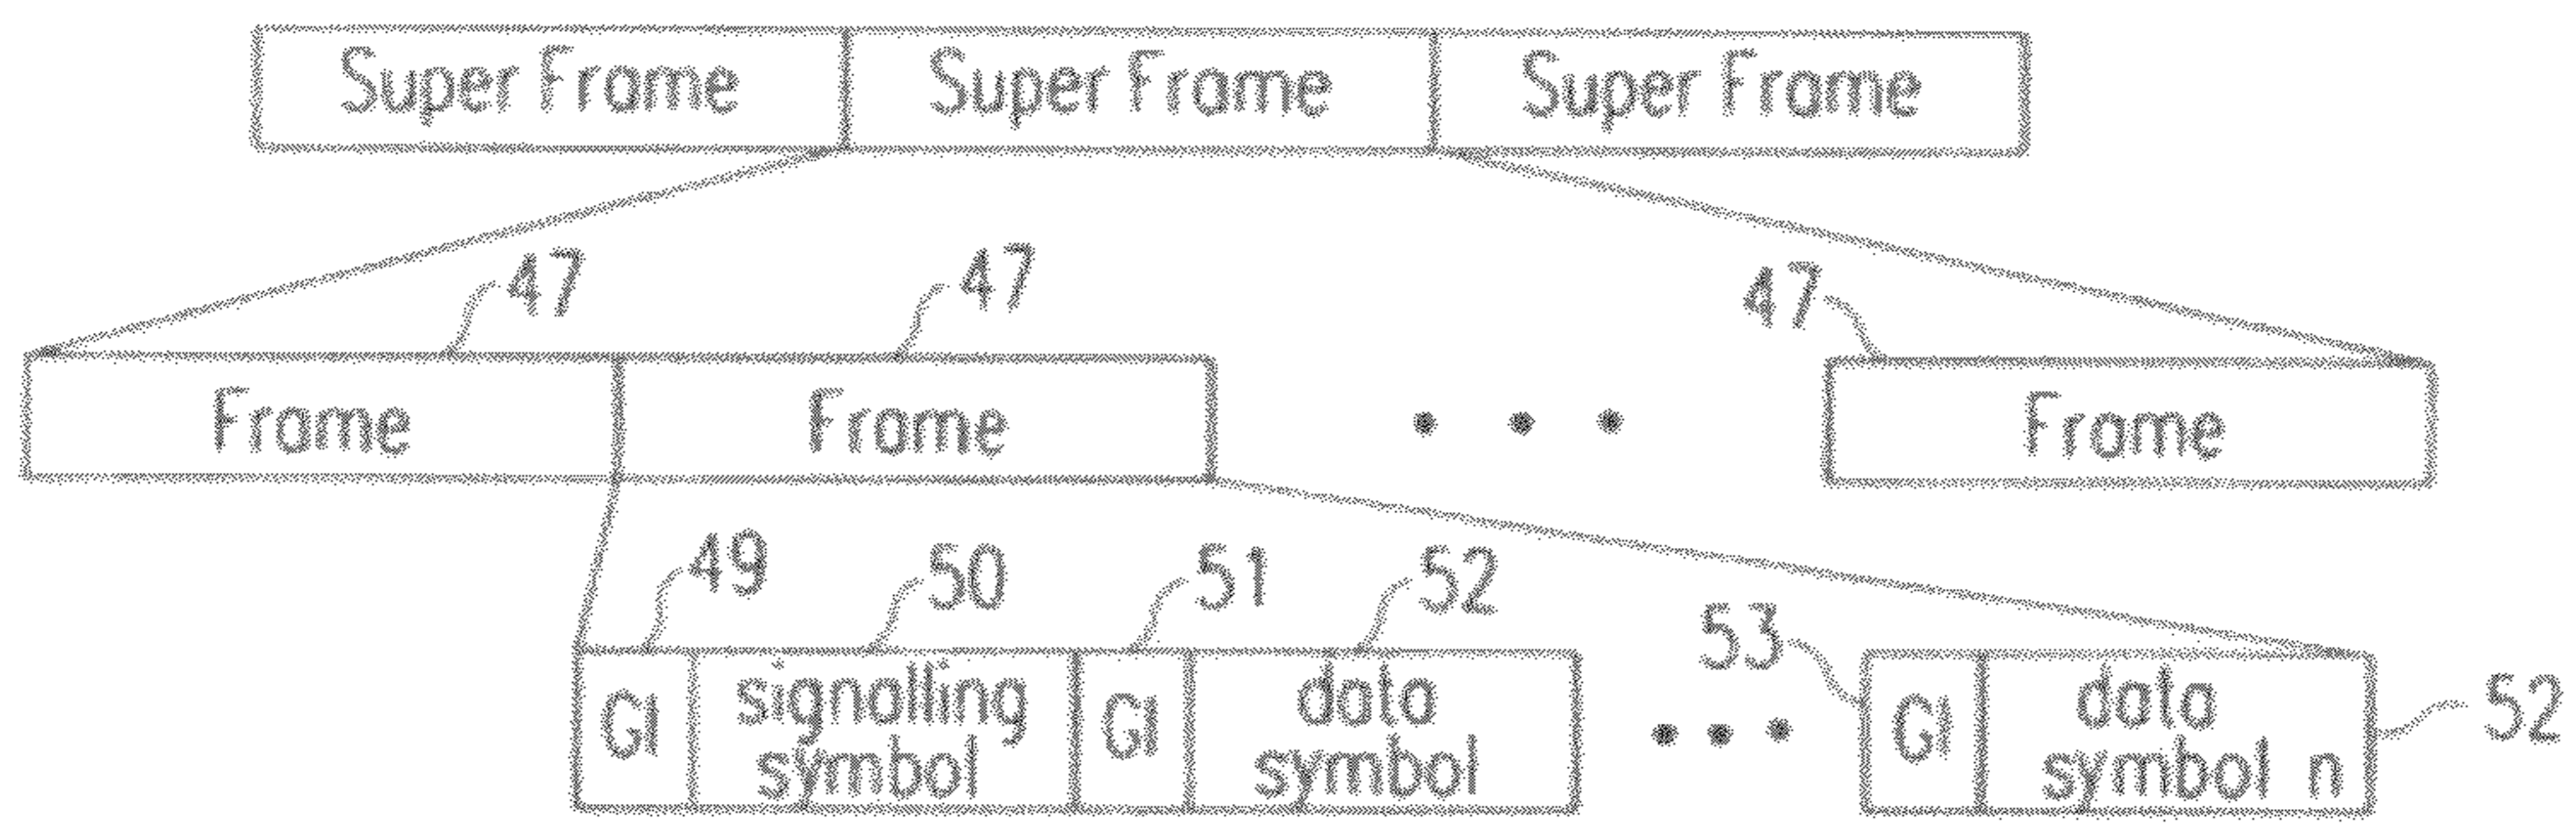 Super Frame Super Frame Super Frame
47 47 47
Frame Frame Frame
49 50 51 52
53
GI signalling symbol GI data symbol GI data symbol n
52